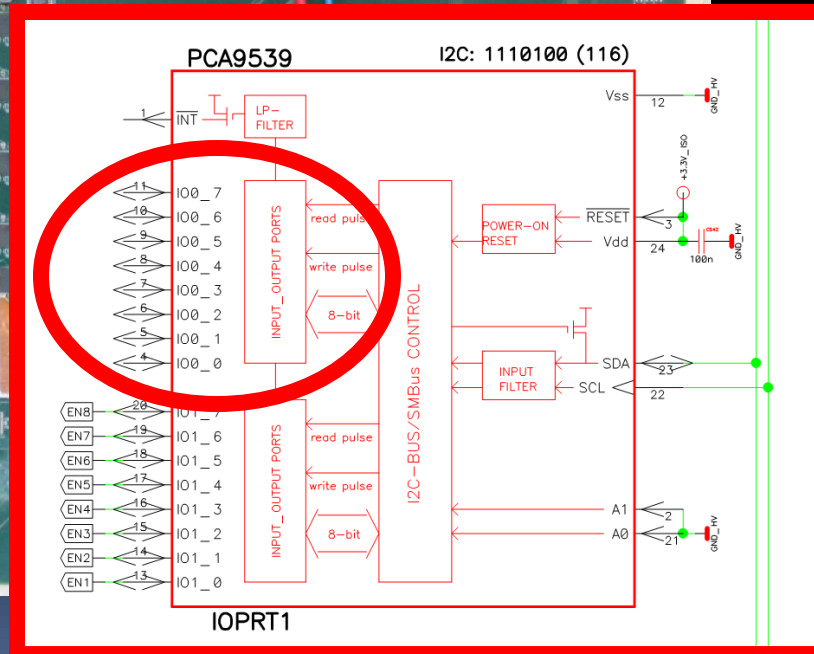 PCA9539
I2C: 1110100 (116)
1
INT
LP-
FILTER
Vss
12
GND_HV
11
IO0_7
10
IO0_6
9
IO0_5
8
IO0_4
7
IO0_3
6
IO0_2
5
IO0_1
4
IO0_0
INPUT_OUTPUT PORTS
read pulse
write pulse
8-bit
I2C-BUS/SMBus CONTROL
POWER-ON
RESET
+3.3V_ISO
RESET
3
Vdd
24
100n
GND_HV
INPUT
FILTER
SDA
23
SCL
22
EN8
20
IO1_7
EN7
19
IO1_6
EN6
18
IO1_5
EN5
17
IO1_4
EN4
16
IO1_3
EN3
15
IO1_2
EN2
14
IO1_1
EN1
13
IO1_0
INPUT_OUTPUT PORTS
read pulse
write pulse
8-bit
A1
2
A0
21
GND_HV
IOPRT1